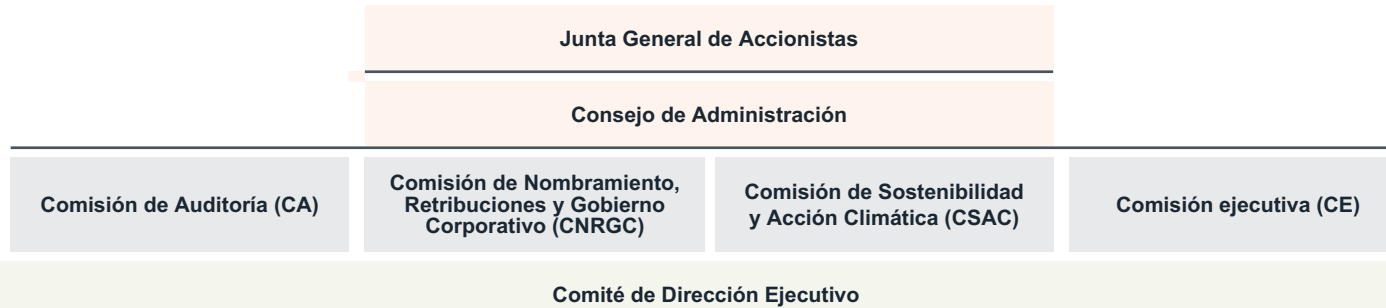 Junta General de Accionistas
Consejo de Administración
Comisión de Auditoría (CA)
Comisión de Nombramiento,
Retribuciones y Gobierno
Corporativo (CNRGC)
Comisión de Sostenibilidad
y Acción Climática (CSAC)
Comisión ejecutiva (CE)
Comité de Dirección Ejecutivo